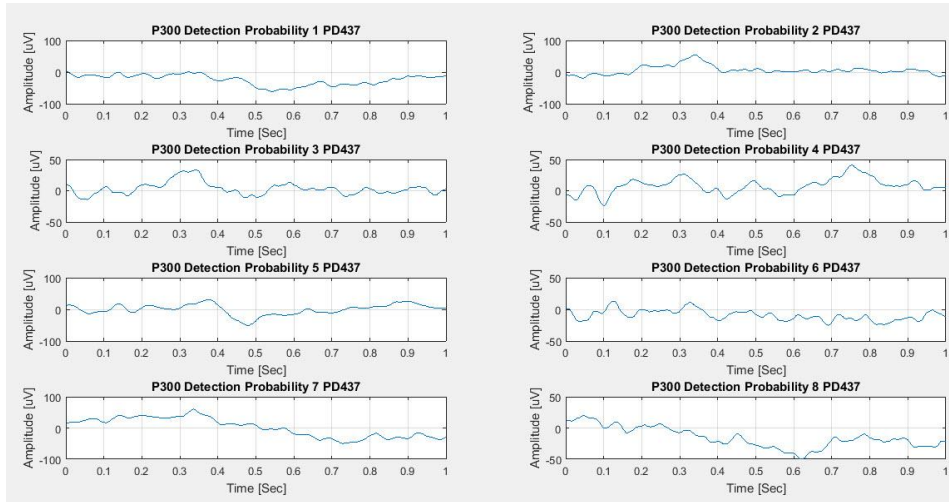 P300 Detection Probability 1 PD437
100
0
-100
Amplitude [uV]
0 0.1 0.2 0.3 0.4 0.5 0.6 0.7 0.8 0.9 1
Time [Sec]
P300 Detection Probability 2 PD437
100
0
-100
Amplitude [uV]
0 0.1 0.2 0.3 0.4 0.5 0.6 0.7 0.8 0.9 1
Time [Sec]
P300 Detection Probability 3 PD437
50
0
-50
Amplitude [uV]
0 0.1 0.2 0.3 0.4 0.5 0.6 0.7 0.8 0.9 1
Time [Sec]
P300 Detection Probability 4 PD437
50
0
-50
Amplitude [uV]
0 0.1 0.2 0.3 0.4 0.5 0.6 0.7 0.8 0.9 1
Time [Sec]
P300 Detection Probability 5 PD437
100
0
-100
Amplitude [uV]
0 0.1 0.2 0.3 0.4 0.5 0.6 0.7 0.8 0.9 1
Time [Sec]
P300 Detection Probability 6 PD437
50
0
-50
Amplitude [uV]
0 0.1 0.2 0.3 0.4 0.5 0.6 0.7 0.8 0.9 1
Time [Sec]
P300 Detection Probability 7 PD437
100
0
-100
Amplitude [uV]
0 0.1 0.2 0.3 0.4 0.5 0.6 0.7 0.8 0.9 1
Time [Sec]
P300 Detection Probability 8 PD437
50
0
-50
Amplitude [uV]
0 0.1 0.2 0.3 0.4 0.5 0.6 0.7 0.8 0.9 1
Time [Sec]